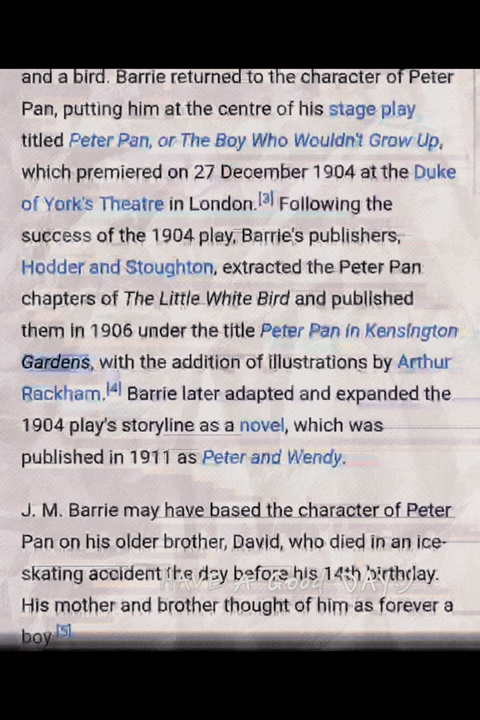 and a bird. Barrie returned to the character of Peter
Pan, putting him at the centre of his stage play
titled Peter Pan, or The Boy Who Wouldn't Grow Up,
which premiered on 27 December 1904 at the Duke
of York's Theatre in London.[3] Following the
success of the 1904 play, Barrie's publishers,
Hodder and Stoughton, extracted the Peter Pan
chapters of The Little White Bird and published
them in 1906 under the title Peter Pan in Kensington
Gardens, with the addition of illustrations by Arthur
Rackham.[4] Barrie later adapted and expanded the
1904 play's storyline as a novel, which was
published in 1911 as Peter and Wendy.
J. M. Barrie may have based the character of Peter
Pan on his older brother, David, who died in an ice-
skating accident the day before his 14th birthday.
HAVE A GOOD DAY
His mother and brother thought of him as forever a
boy.[5]